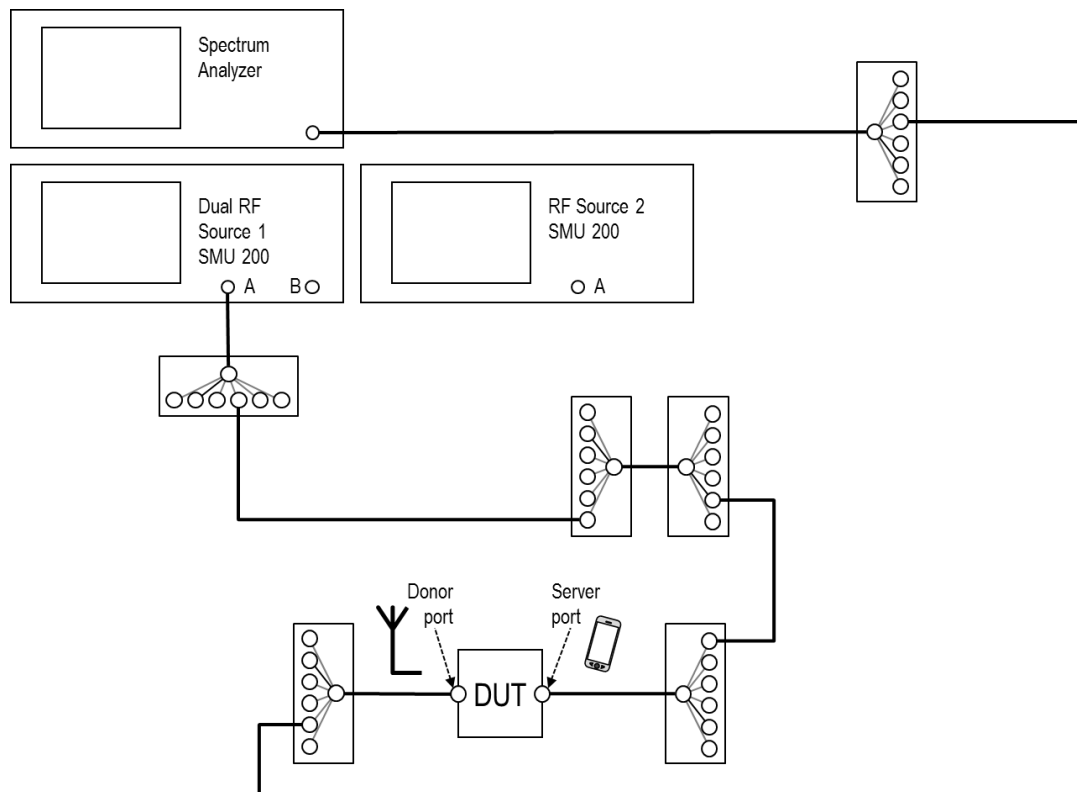 Spectrum
Analyzer
Dual RF
Source 1
SMU 200
A
B
RF Source 2
SMU 200
A
Donor
port
Server
port
DUT